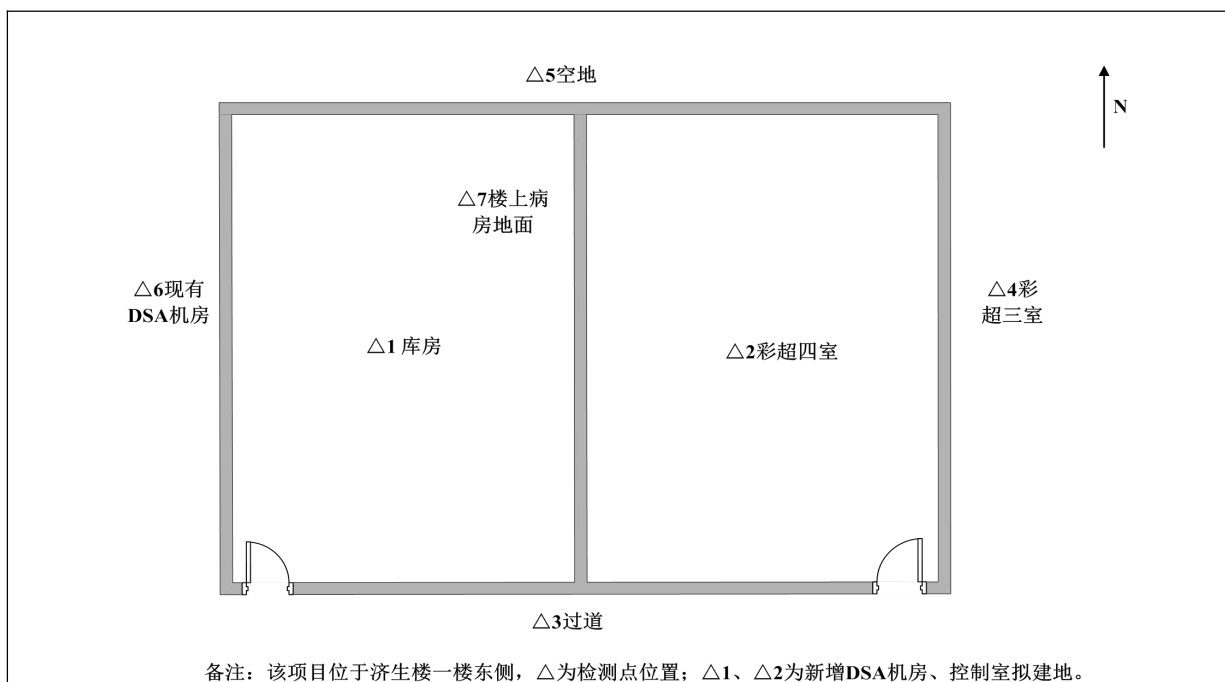 △5空地
N
△7楼上病
房地面
△6现有
DSA机房
△4彩
超三室
△1 库房
△2彩超四室
△3过道
备注：该项目位于济生楼一楼东侧，△为检测点位置；△1、△2为新增DSA机房、控制室拟建地。